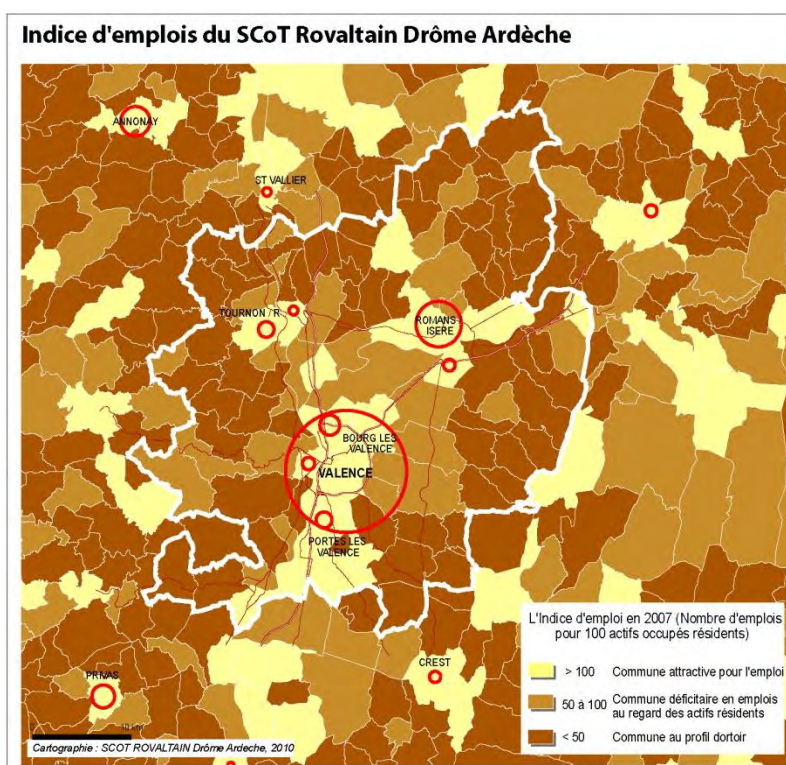 Indice d'emplois du SCoT Rovaltain Drôme Ardèche
ANNONAY
ST VALLIER
TOURNON / R
ROMANS
ISERE
BOURG LES
VALENCE
VALENCE
PORTES LES
VALENCE
PRIVAS
CREST
L'Indice d'emploi en 2007 (Nombre d'emplois
pour 100 actifs occupés résidents)
> 100 Commune attractive pour l'emploi
50 à 100 Commune déficitaire en emplois
au regard des actifs résidents
< 50 Commune au profil dortoir
Cartographie : SCOT ROVALTAIN Drôme Ardeche, 2010